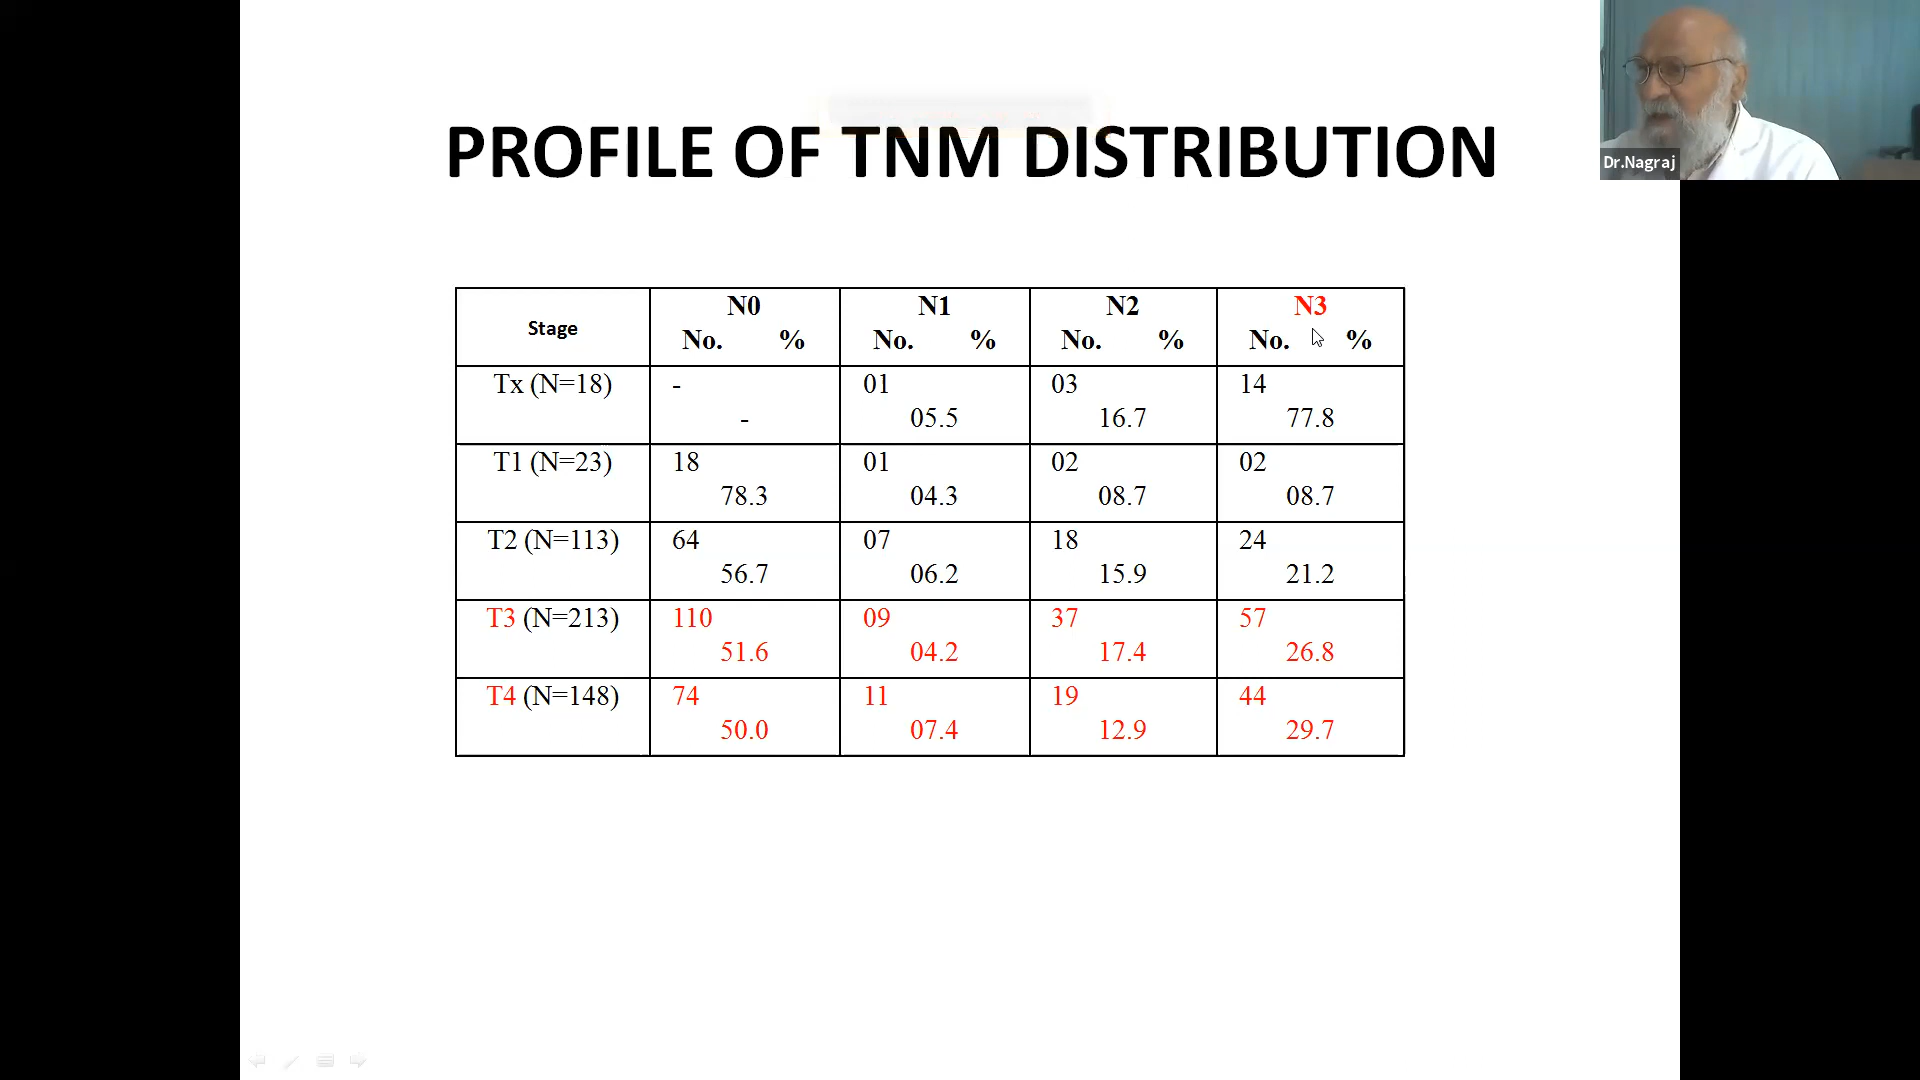 PROFILE OF TNM DISTRIBUTION
Dr.Nagraj
Stage N0 N1 N2 N3
No. % No. % No. % No. %
Tx (N=18) - 01 03 14
- 05.5 16.7 77.8
T1 (N=23) 18 01 02 02
78.3 04.3 08.7 08.7
T2 (N=113) 64 07 18 24
56.7 06.2 15.9 21.2
T3 (N=213) 110 09 37 57
51.6 04.2 17.4 26.8
T4 (N=148) 74 11 19 44
50.0 07.4 12.9 29.7